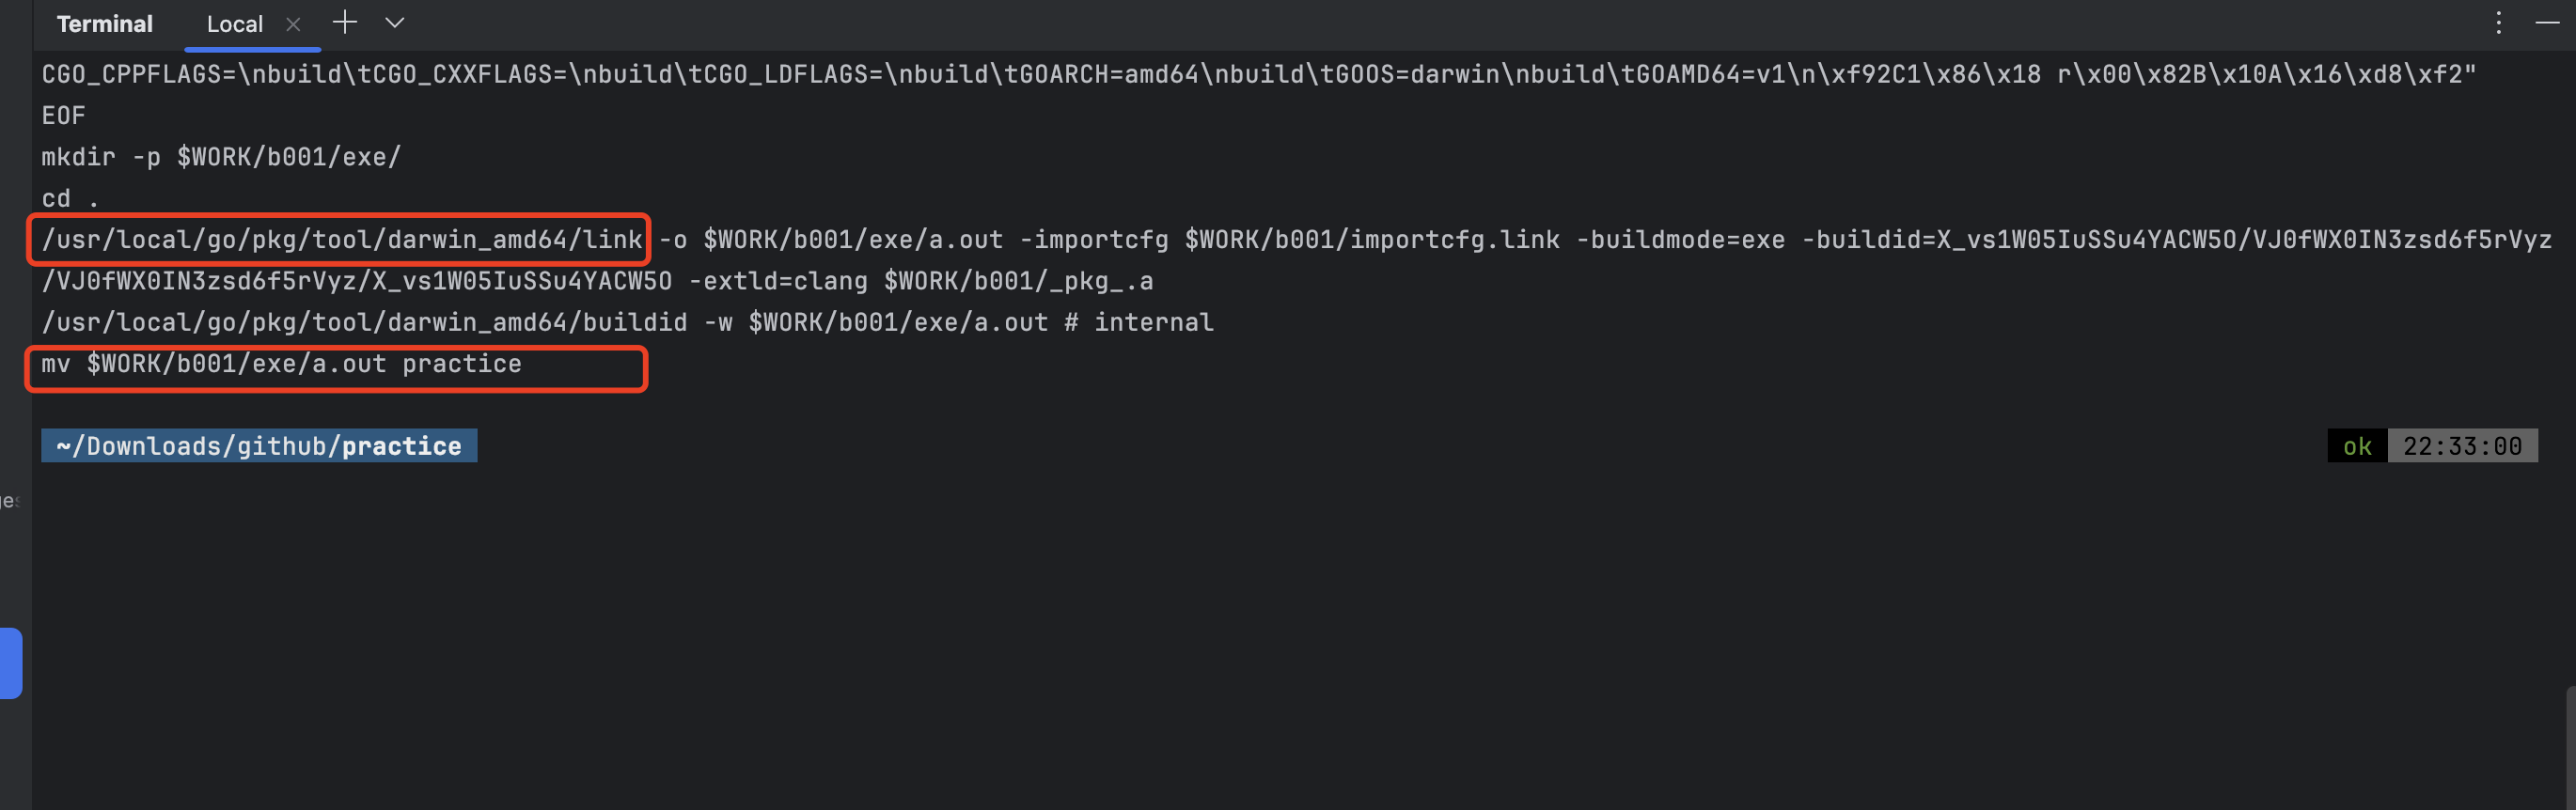 Terminal Local
CGO_CPPFLAGS=\nbuild\tCGO_CXXFLAGS=\nbuild\tCGO_LDFLAGS=\nbuild\tGOARCH=amd64\nbuild\tGOOS=darwin\nbuild\tGOAMD64=v1\n\xf92C1\x86\x18 r\x00\x82B\x10A\x16\xd8\xf2"
EOF
mkdir -p $WORK/b001/exe/
cd .
/usr/local/go/pkg/tool/darwin_amd64/link -o $WORK/b001/exe/a.out -importcfg $WORK/b001/importcfg.link -buildmode=exe -buildid=X_vs1W05IuSSu4YACW5O/VJ0fWX0IN3zsd6f5rVyz
/VJ0fWX0IN3zsd6f5rVyz/X_vs1W05IuSSu4YACW5O -extld=clang $WORK/b001/_pkg_.a
/usr/local/go/pkg/tool/darwin_amd64/buildid -w $WORK/b001/exe/a.out # internal
mv $WORK/b001/exe/a.out practice
~/Downloads/github/practice ok 22:33:00